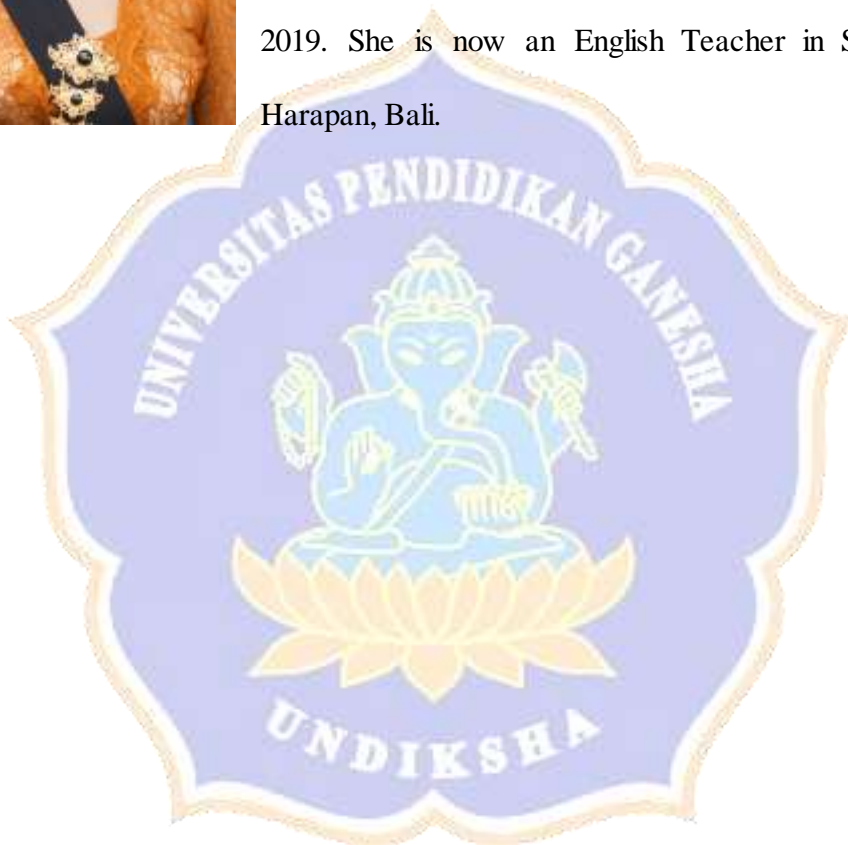 2019. She is now an English Teacher in S
Harapan, Bali.
UNIVERSITAS PENDIDIKAN GANESHA
UNDIKSHA